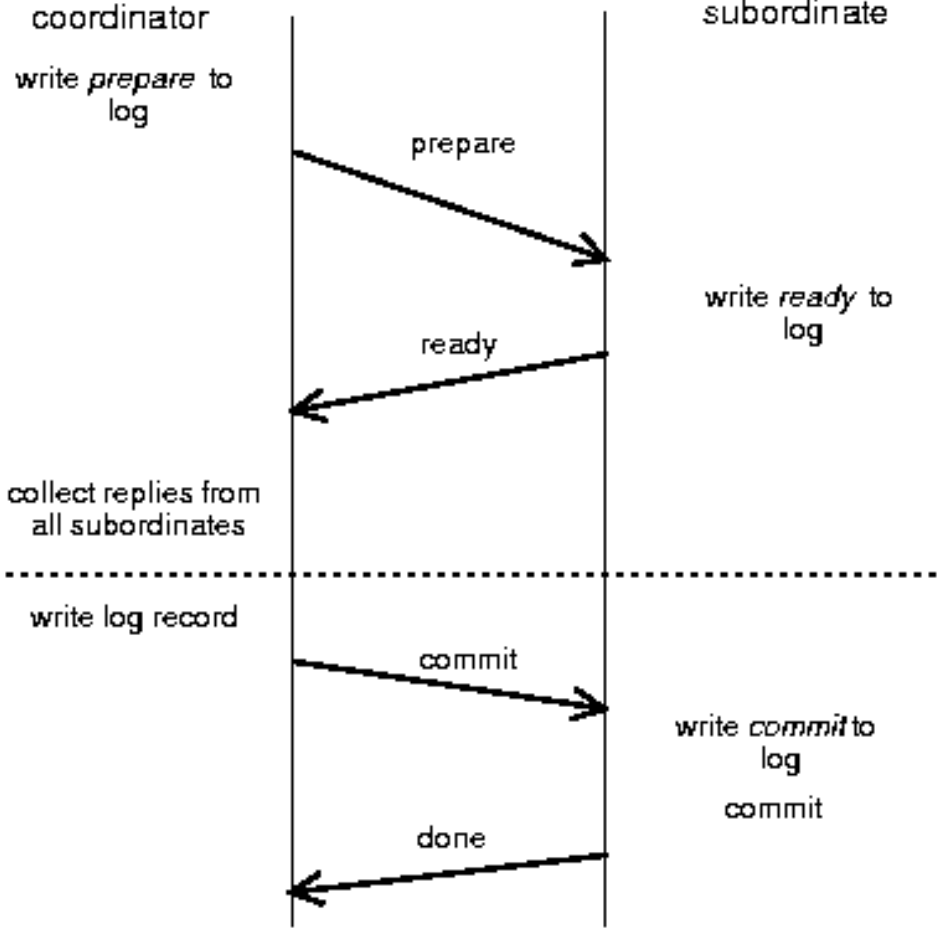 coordinator
subordinate
write prepare to
log
prepare
write ready to
log
ready
collect replies from
all subordinates
write log record
commit
write commit to
log
commit
done